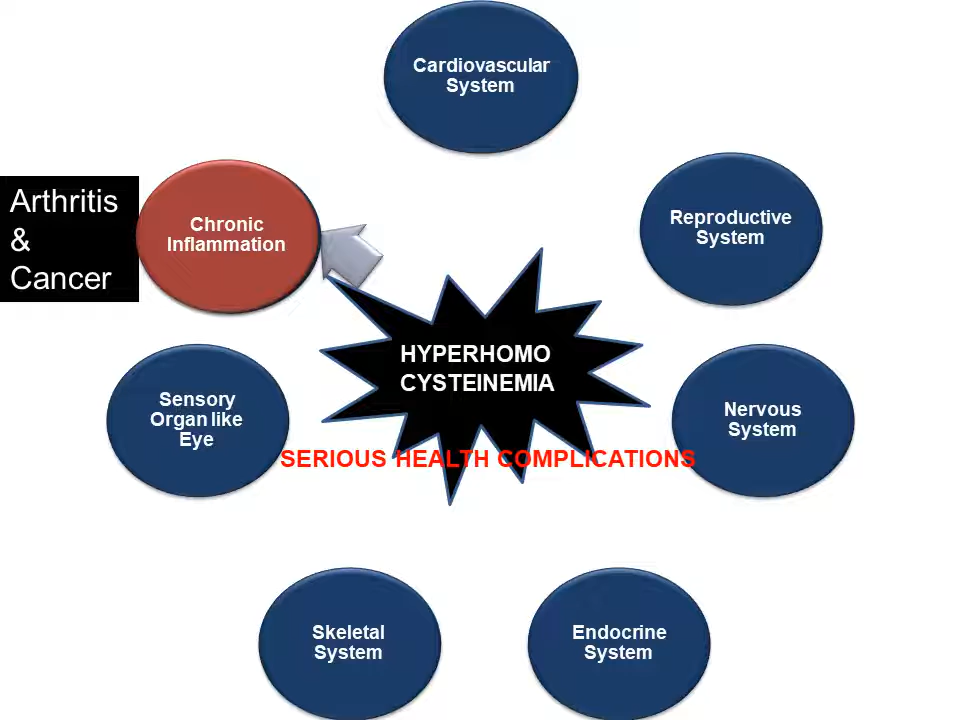 Cardiovascular
System
Arthritis
&
Cancer
Chronic
Inflammation
Reproductive
System
HYPERHOMO
CYSTEINEMIA
Sensory
Organ like
Eye
Nervous
System
SERIOUS HEALTH COMPLICATIONS
Skeletal
System
Endocrine
System